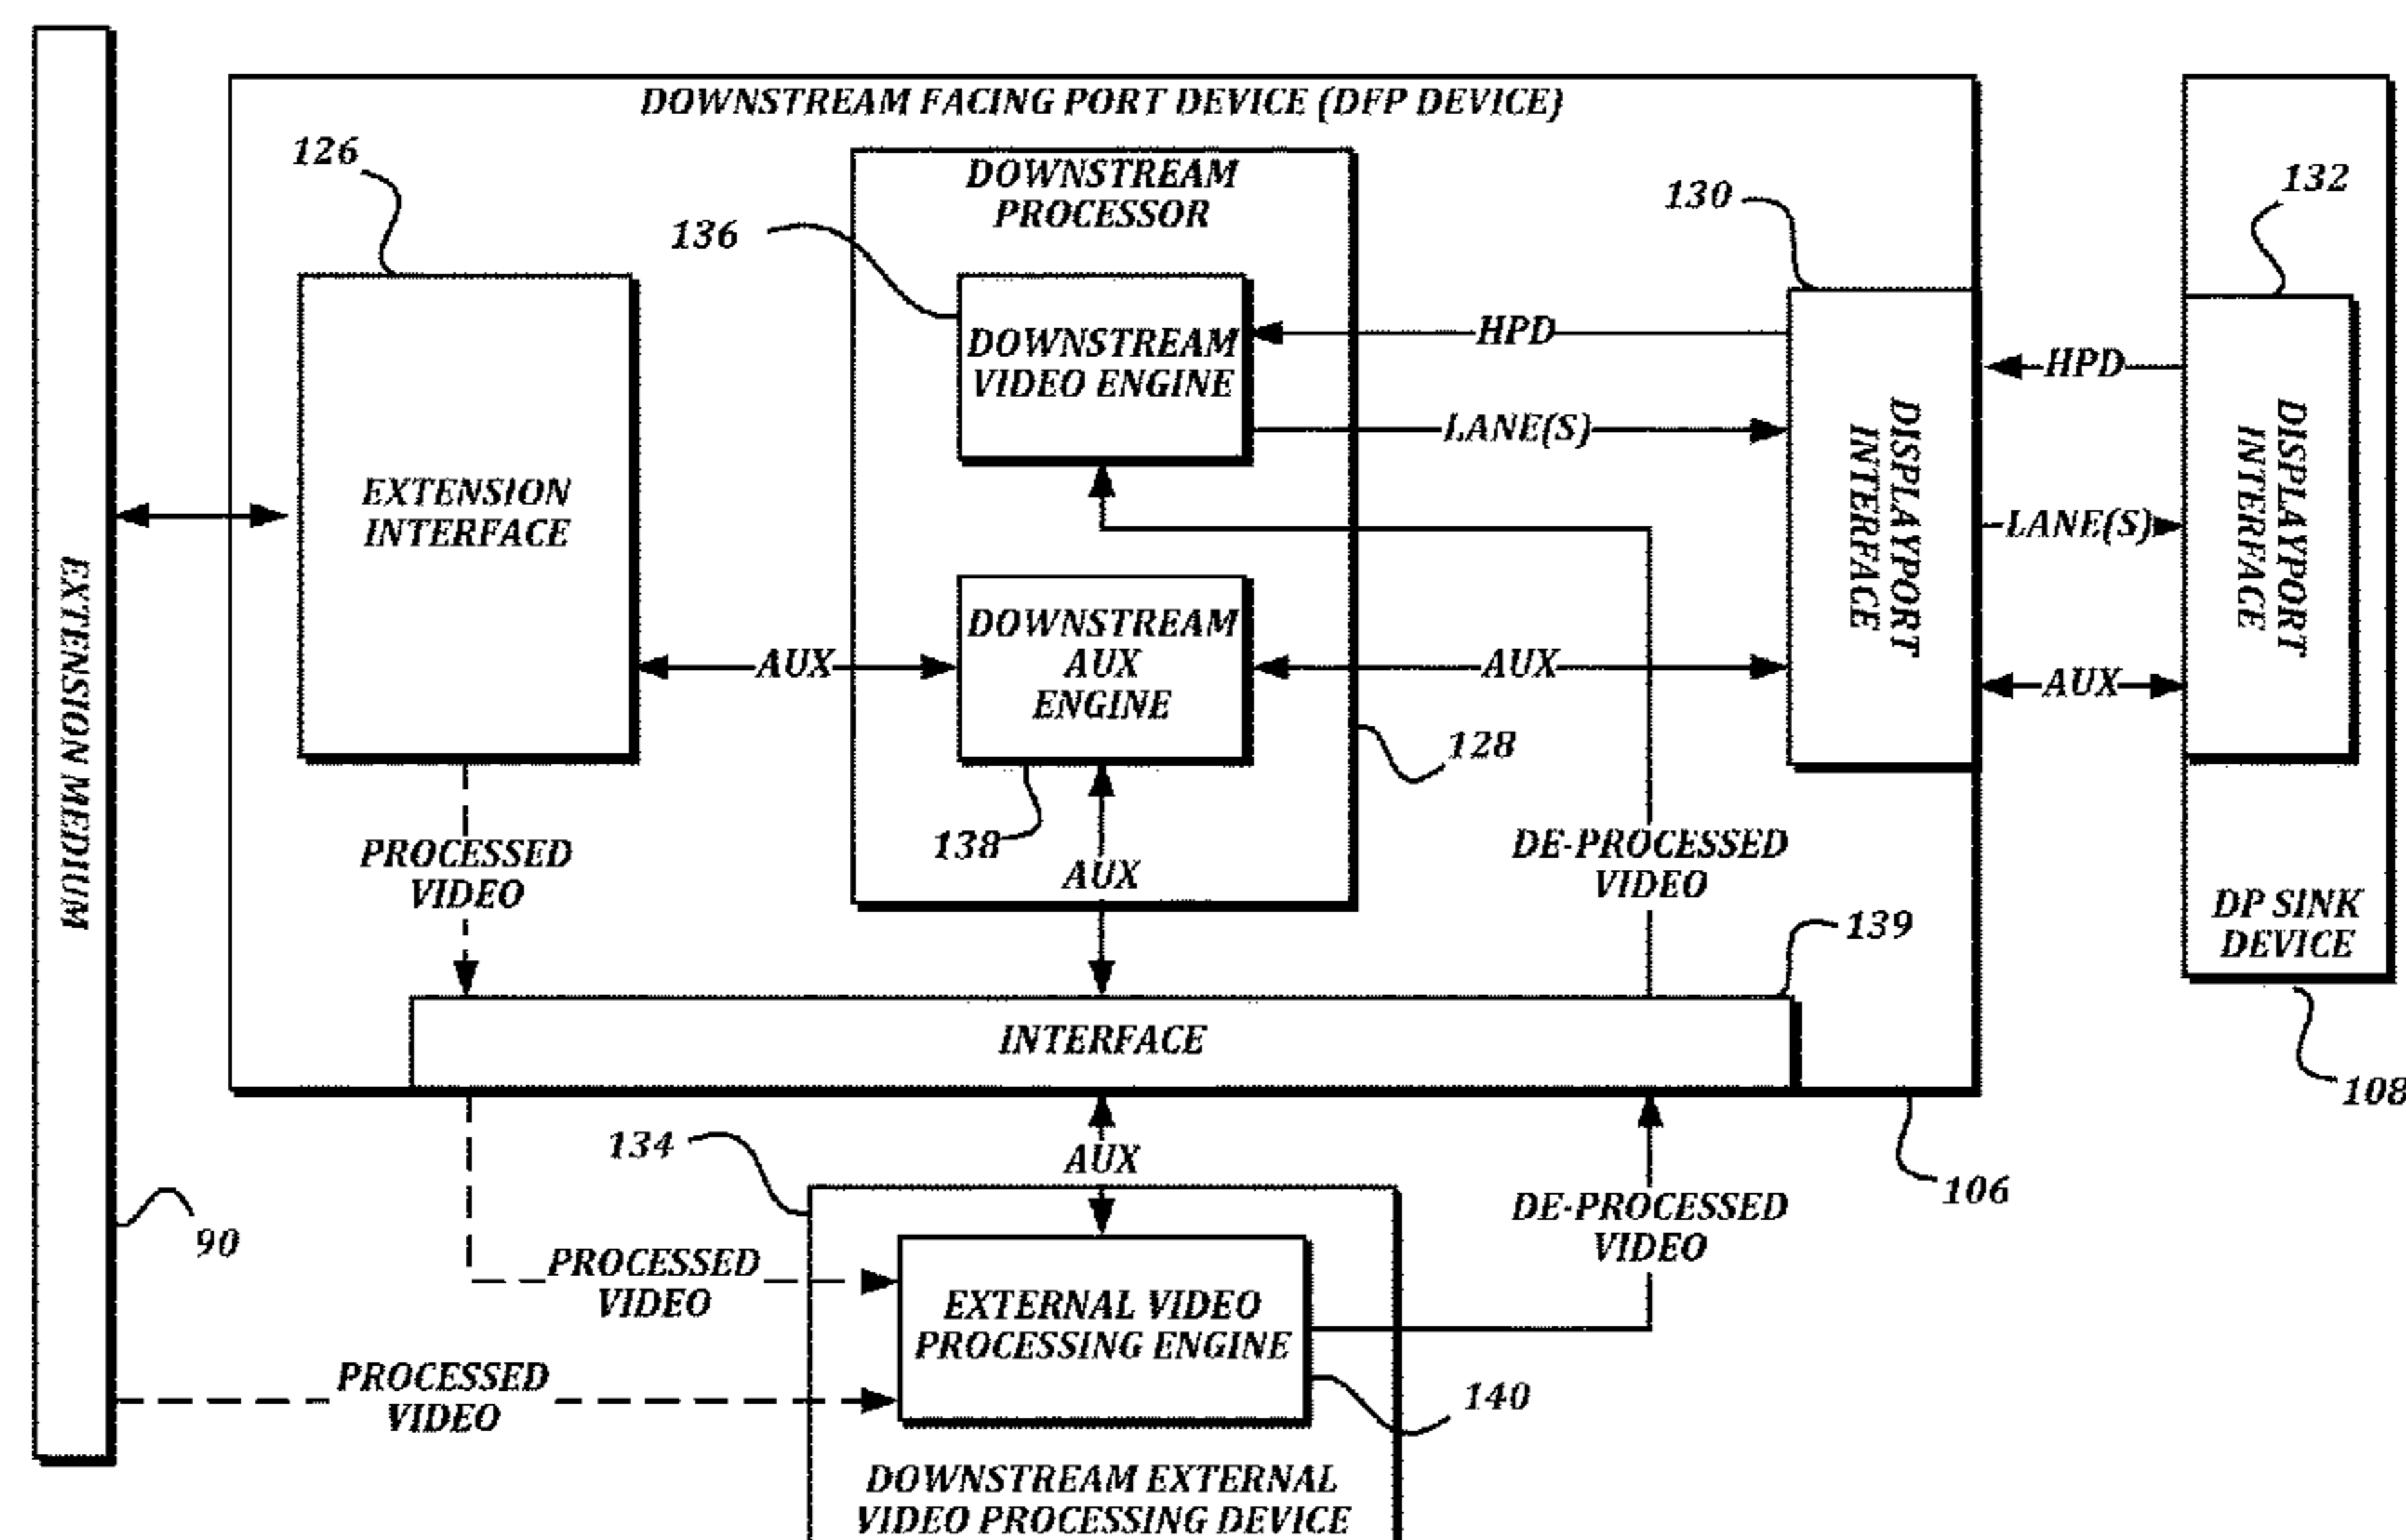 DOWNSTREAM FACING PORT DEVICE (DFP DEVICE)
126
DOWNSTREAM
PROCESSOR
136
130
132
DOWNSTREAM
VIDEO ENGINE
HPD
HPD
LANE(S)
LANE(S)
EXTENSION
INTERFACE
DISPLAYPORT
INTERFACE
DISPLAYPORT
INTERFACE
EXTENSION MEDIUM
DOWNSTREAM
AUX
ENGINE
AUX
AUX
AUX
128
138
PROCESSED
VIDEO
AUX
DE-PROCESSED
VIDEO
139
DP SINK
DEVICE
INTERFACE
108
134
AUX
106
90
PROCESSED
VIDEO
DE-PROCESSED
VIDEO
EXTERNAL VIDEO
PROCESSING ENGINE
PROCESSED
VIDEO
140
DOWNSTREAM EXTERNAL
VIDEO PROCESSING DEVICE